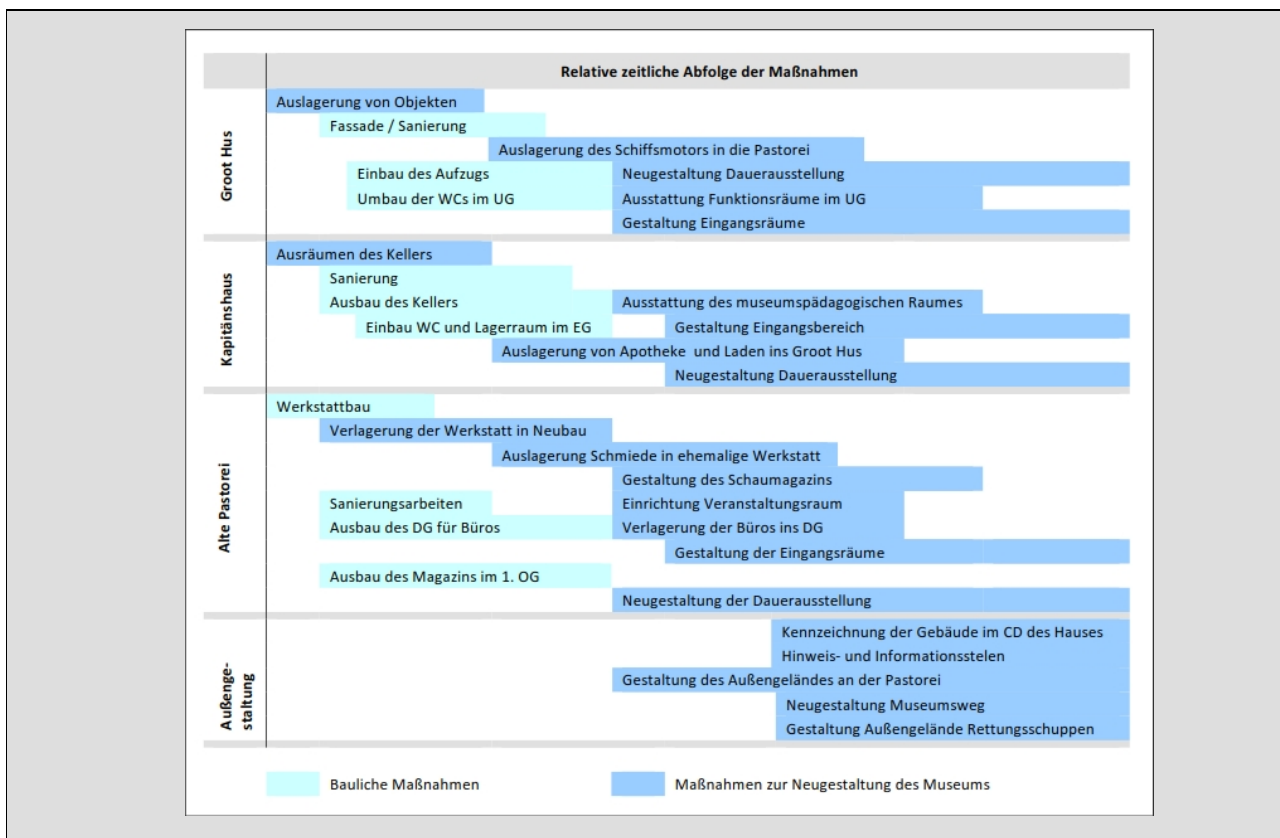 Relative zeitliche Abfolge der Maßnahmen
Groot Hus
Auslagerung von Objekten
Fassade / Sanierung
Auslagerung des Schiffsmotors in die Pastorei
Einbau des Aufzugs Neugestaltung Dauerausstellung
Umbau der WCs im UG Ausstattung Funktionsräume im UG
Gestaltung Eingangsräume
Kapitänshaus
Ausräumen des Kellers
Sanierung
Ausbau des Kellers Ausstattung des museumspädagogischen Raumes
Einbau WC und Lagerraum im EG Gestaltung Eingangsbereich
Auslagerung von Apotheke und Laden ins Groot Hus
Neugestaltung Dauerausstellung
Alte Pastorei
Werkstattbau
Verlagerung der Werkstatt in Neubau
Auslagerung Schmiede in ehemalige Werkstatt
Gestaltung des Schaumagazins
Sanierungsarbeiten Einrichtung Veranstaltungsraum
Ausbau des DG für Büros Verlagerung der Büros ins DG
Gestaltung der Eingangsräume
Ausbau des Magazins im 1. OG
Neugestaltung der Dauerausstellung
Außenge-
staltung
Kennzeichnung der Gebäude im CD des Hauses
Hinweis- und Informationsstelen
Gestaltung des Außengeländes an der Pastorei
Neugestaltung Museumsweg
Gestaltung Außengelände Rettungsschuppen
Bauliche Maßnahmen Maßnahmen zur Neugestaltung des Museums